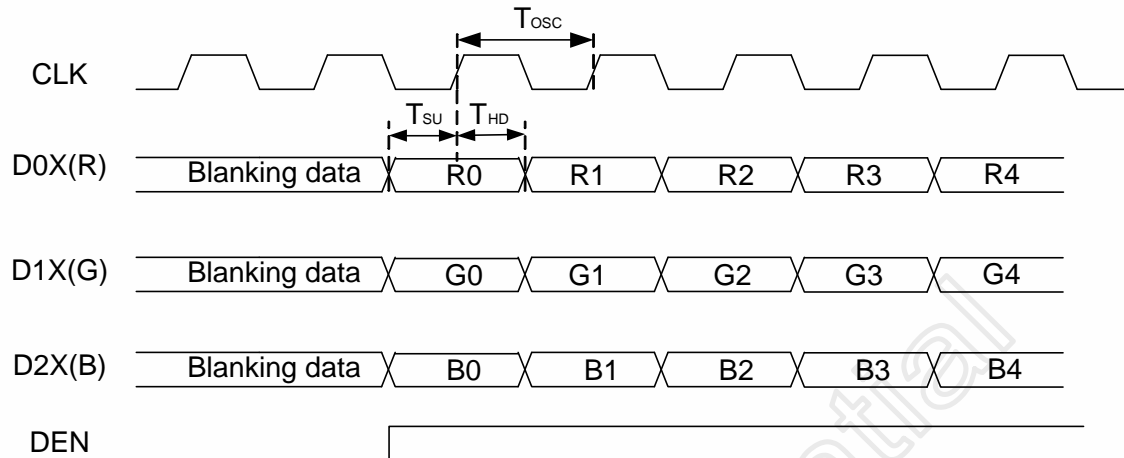 TOSC
CLK
TSU THD
D0X(R) Blanking data R0 R1 R2 R3 R4
D1X(G) Blanking data G0 G1 G2 G3 G4
D2X(B) Blanking data B0 B1 B2 B3 B4
DEN